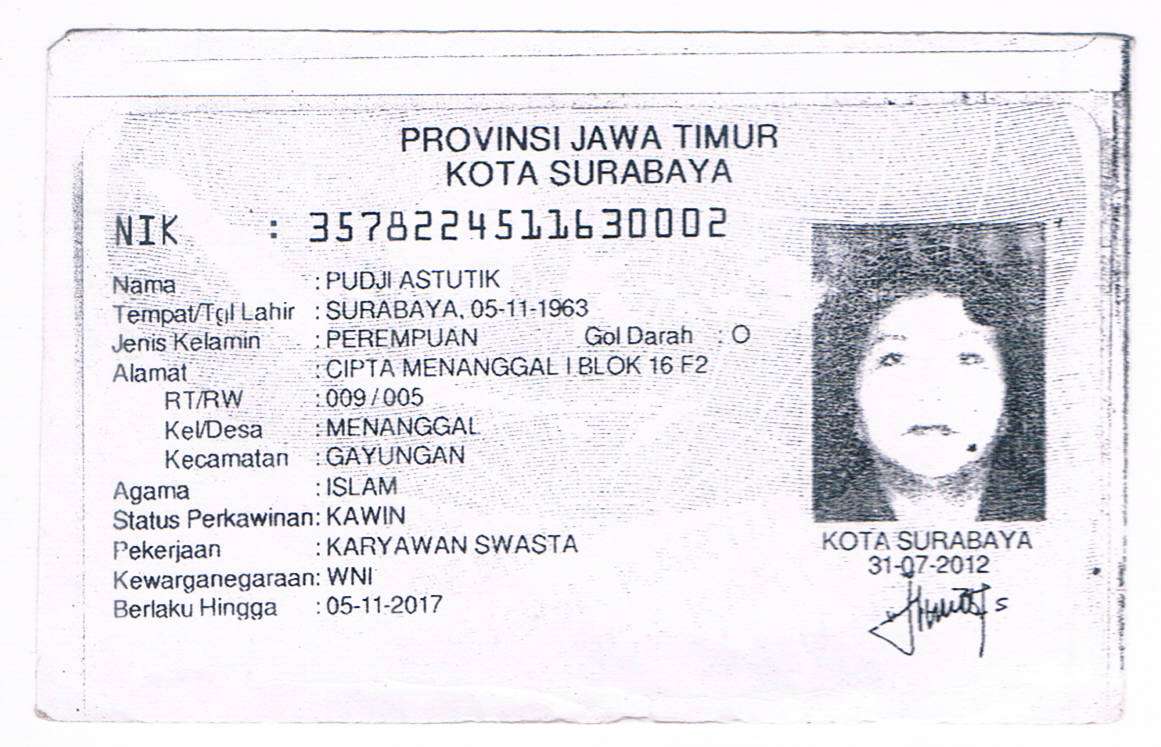 PROVINSI JAWA TIMUR
KOTA SURABAYA
NIK : 3578224511630002
Nama : PUDJI ASTUTIK
Tempat/Tgl Lahir : SURABAYA, 05-11-1963
Jenis Kelamin : PEREMPUAN Gol Darah : O
Alamat : CIPTA MENANGGAL I BLOK 16 F2
RT/RW : 009 / 005
Kel/Desa : MENANGGAL
Kecamatan : GAYUNGAN
Agama : ISLAM
Status Perkawinan: KAWIN
Pekerjaan : KARYAWAN SWASTA
Kewarganegaraan: WNI
Berlaku Hingga : 05-11-2017
KOTA SURABAYA
31-07-2012